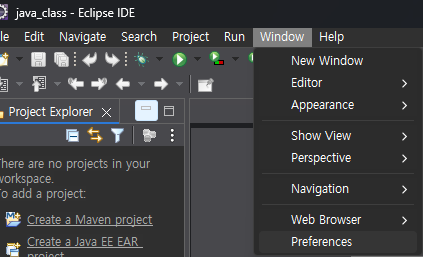 java_class - Eclipse IDE
Edit Navigate Search Project Run Window Help
New Window
Editor
Appearance
Show View
Perspective
Navigation
Web Browser
Preferences
Project Explorer
There are no projects in your
workspace.
To add a project:
Create a Maven project
Create a Java EE EAR
project